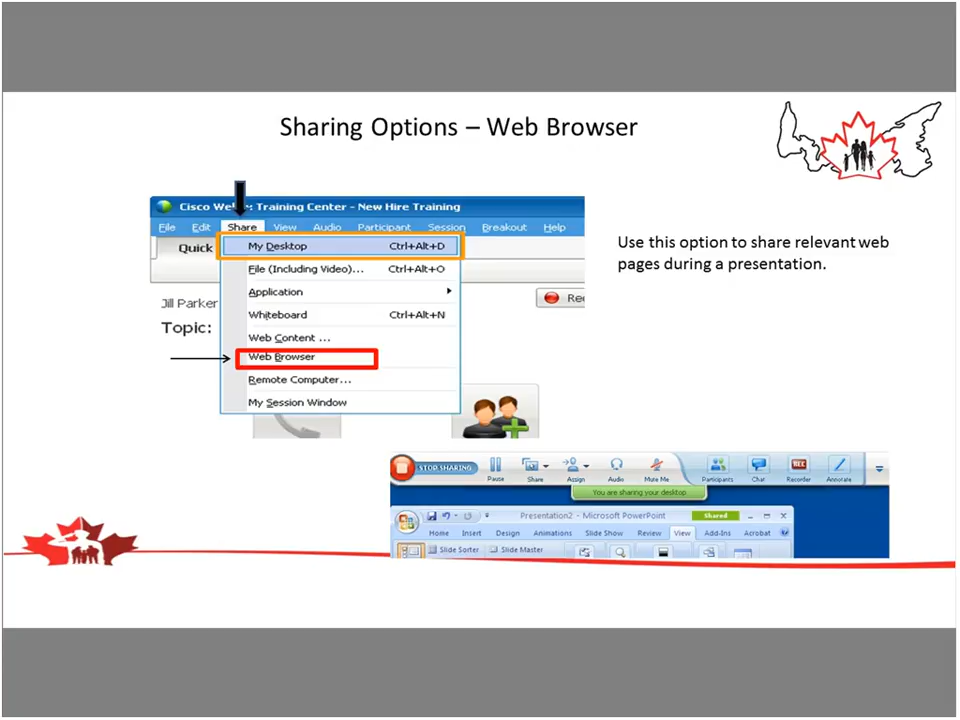 Sharing Options – Web Browser
Cisco We : Training Center - New Hire Training
File Edit Share View Audio Participant Session Breakout Help
Quick
My Desktop Ctrl+Alt+D
File (Including Video)... Ctrl+Alt+O
Application
Whiteboard Ctrl+Alt+N
Web Content ...
Web Browser
Remote Computer...
My Session Window
Jill Parker
Topic:
Rec
Use this option to share relevant web
pages during a presentation.
STOP SHARING
Pause Share Assign Audio Mute Me Participants Chat Recorder Annotate
REC
You are sharing your desktop
Presentation2 - Microsoft PowerPoint Shared
Home Insert Design Animations Slide Show Review View Add-Ins Acrobat
Slide Sorter Slide Master